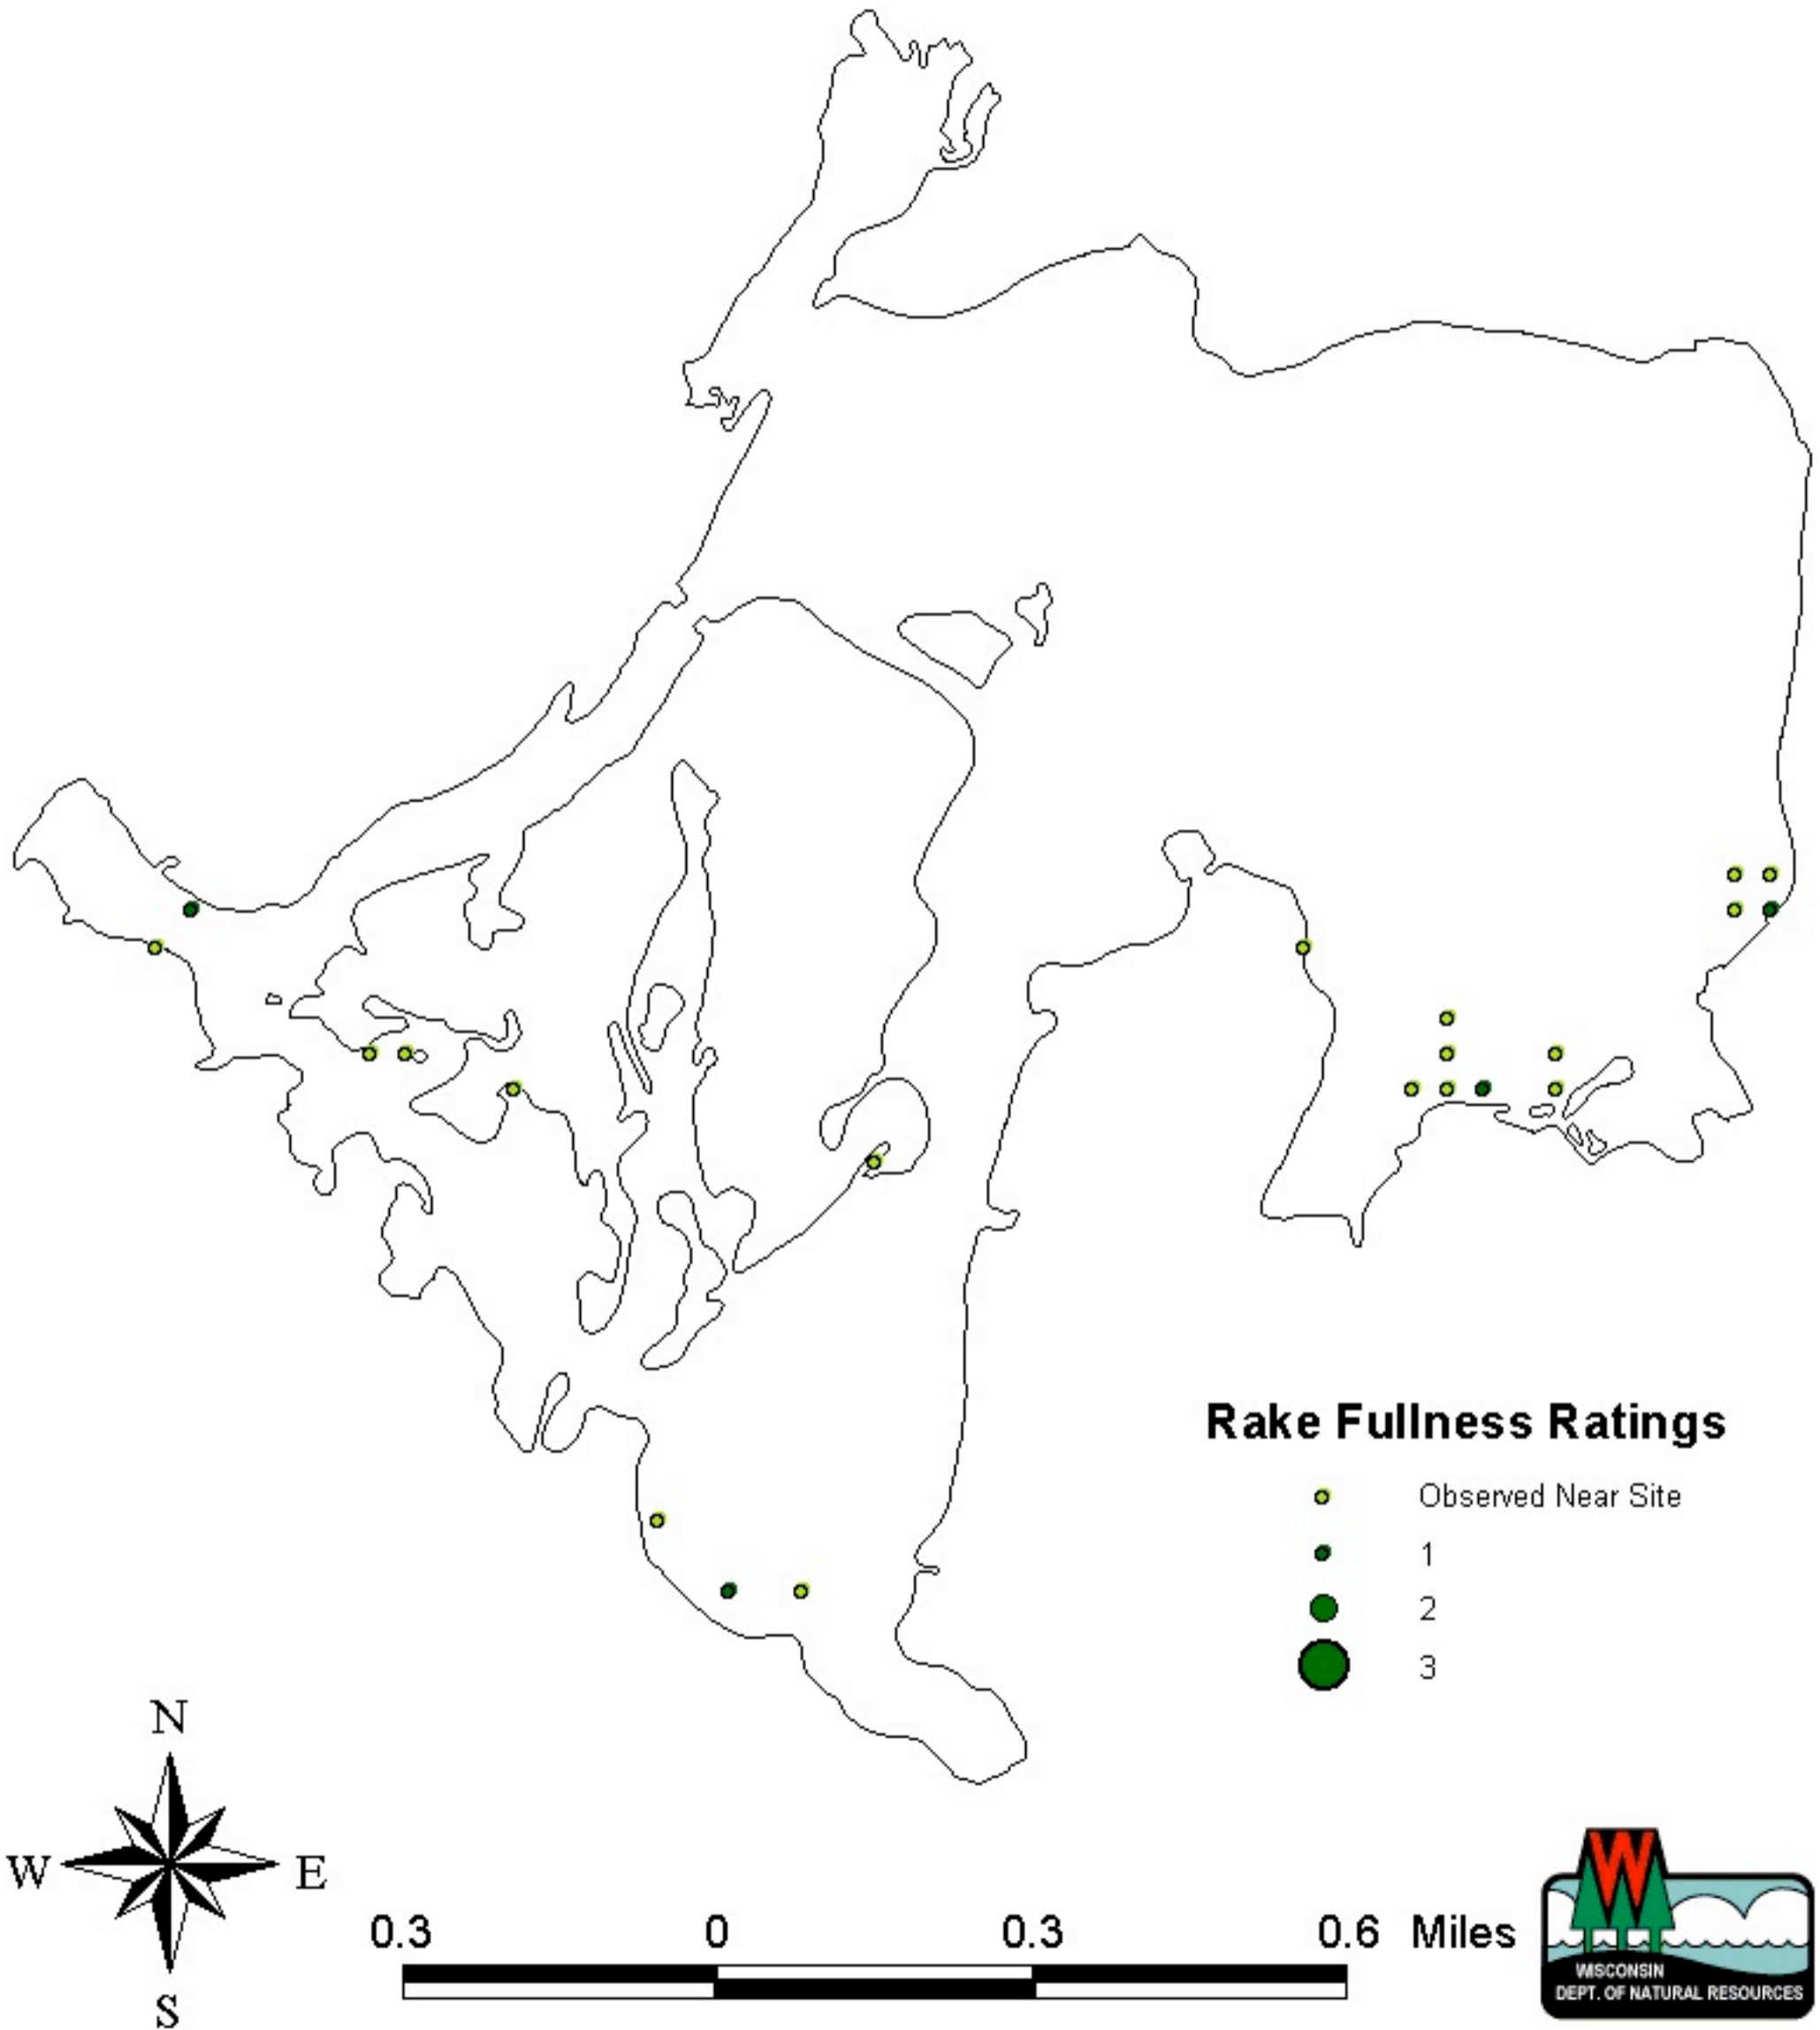 Rake Fullness Ratings
Observed Near Site
1
2
3
N
W E
S
0.3 0 0.3 0.6 Miles
W
WISCONSIN
DEPT. OF NATURAL RESOURCES